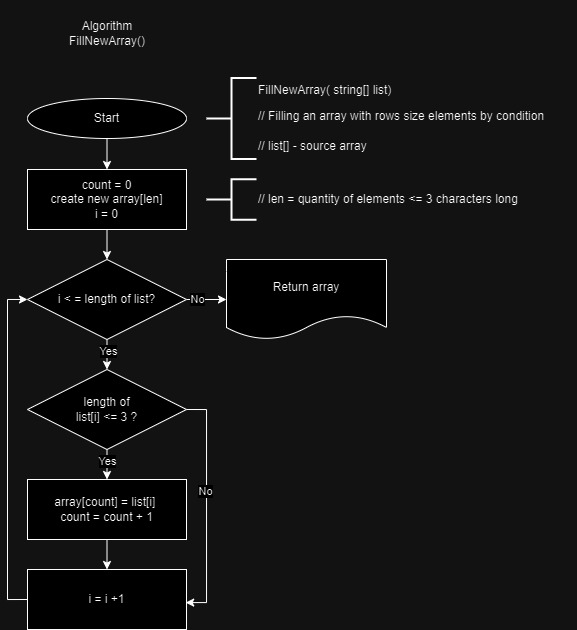 Algorithm
FillNewArray()
FillNewArray( string[] list)
Start
// Filling an array with rows size elements by condition
// list[] - source array
count = 0
create new array[len]
i = 0
// len = quantity of elements <= 3 characters long
i < = length of list?
No
Return array
Yes
length of
list[i] <= 3 ?
Yes
No
array[count] = list[i]
count = count + 1
i = i +1